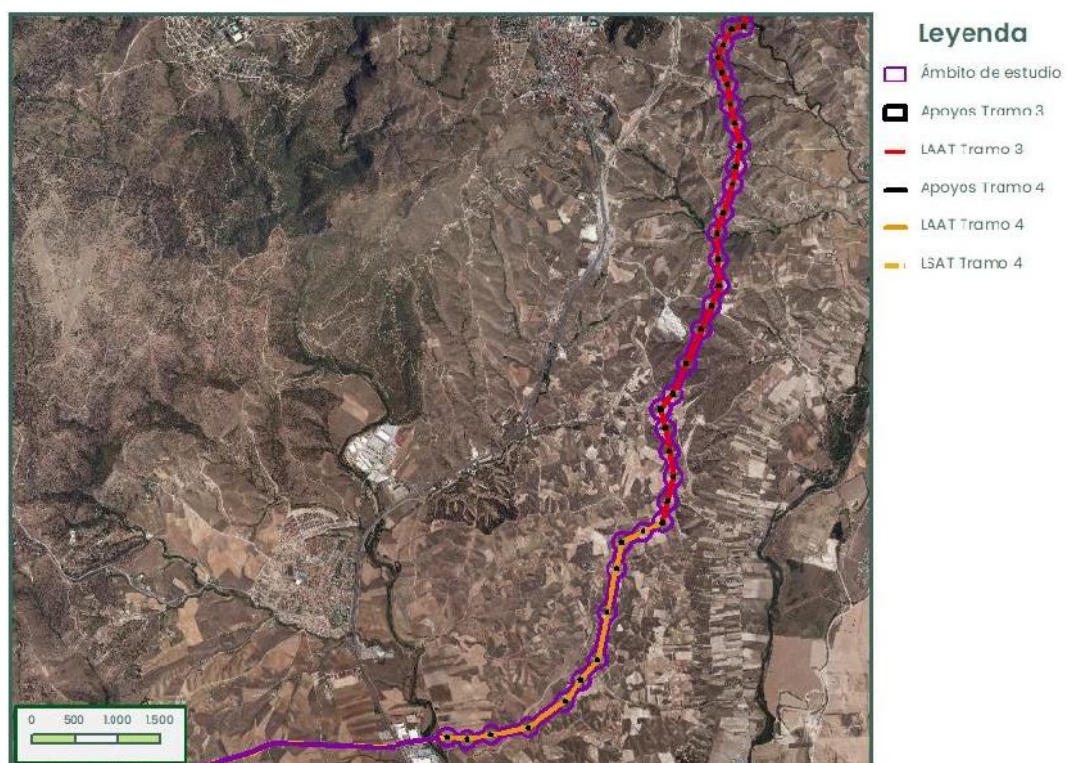 Leyenda
Ámbito de estudio
Apoyos Tramo 3
LAAT Tramo 3
Apoyos Tramo 4
LAAT Tramo 4
LSAT Tramo 4
0 500 1.000 1.500